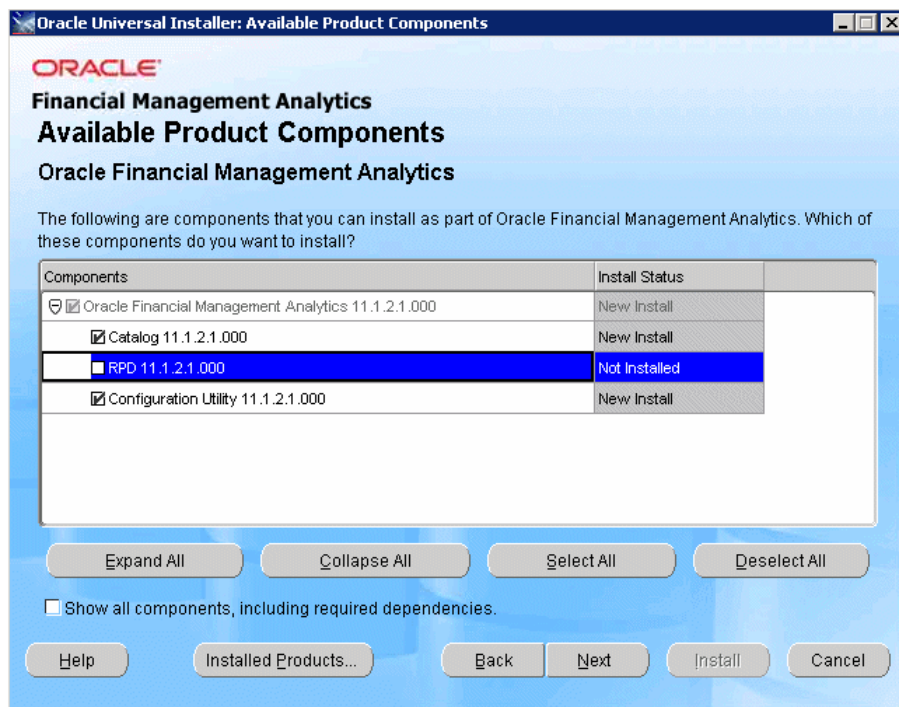 Oracle Universal Installer: Available Product Components
ORACLE
Financial Management Analytics
Available Product Components
Oracle Financial Management Analytics
The following are components that you can install as part of Oracle Financial Management Analytics. Which of
these components do you want to install?
Components Install Status
Oracle Financial Management Analytics 11.1.2.1.000 New Install
Catalog 11.1.2.1.000 New Install
RPD 11.1.2.1.000 Not Installed
Configuration Utility 11.1.2.1.000 New Install
Expand All Collapse All Select All Deselect All
Show all components, including required dependencies.
Help Installed Products... Back Next Install Cancel